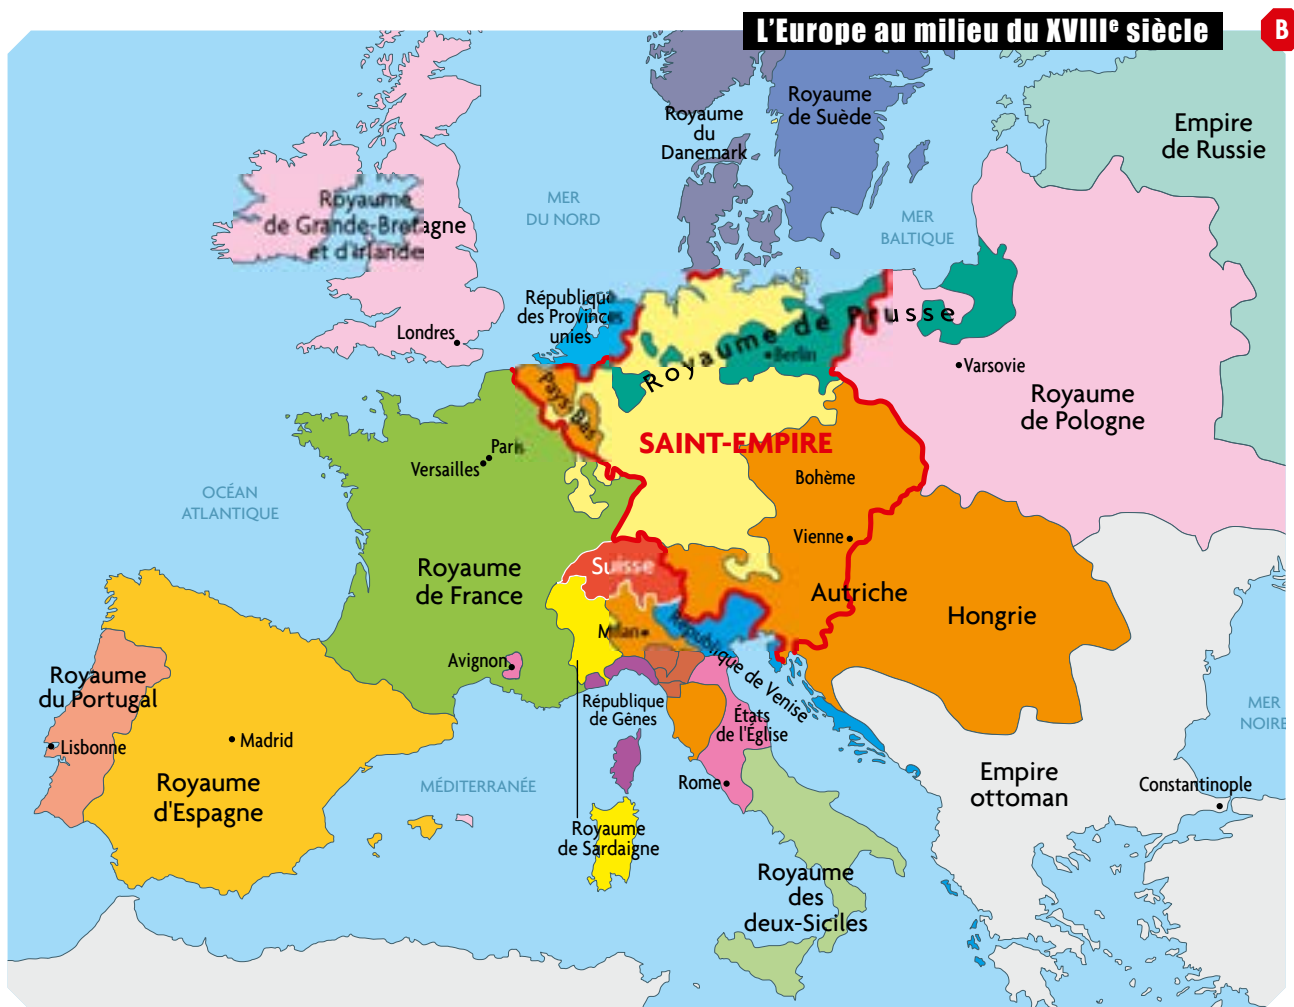 L'Europe au milieu du XVIIIe siècle
B
Royaume
de Suède
Royaume
du
Danemark
Empire
de Russie
MER
DU NORD
MER
BALTIQUE
Royaume
de Grande-Bretagne
et d'Irlande
Londres
République
des Provinces
unies
Royaume de Prusse
Berlin
Varsovie
Royaume
de Pologne
Pays-Bas
SAINT-EMPIRE
Paris
Versailles
Bohème
OCÉAN
ATLANTIQUE
Vienne
Royaume
de France
Suisse
Autriche
Hongrie
Milan
République de Venise
Avignon
Royaume
du Portugal
Lisbonne
Madrid
Royaume
d'Espagne
République
de Gênes
États
de l'Église
MER
NOIRE
MÉDITERRANÉE
Rome
Empire
ottoman
Constantinople
Royaume
de Sardaigne
Royaume
des
deux-Siciles